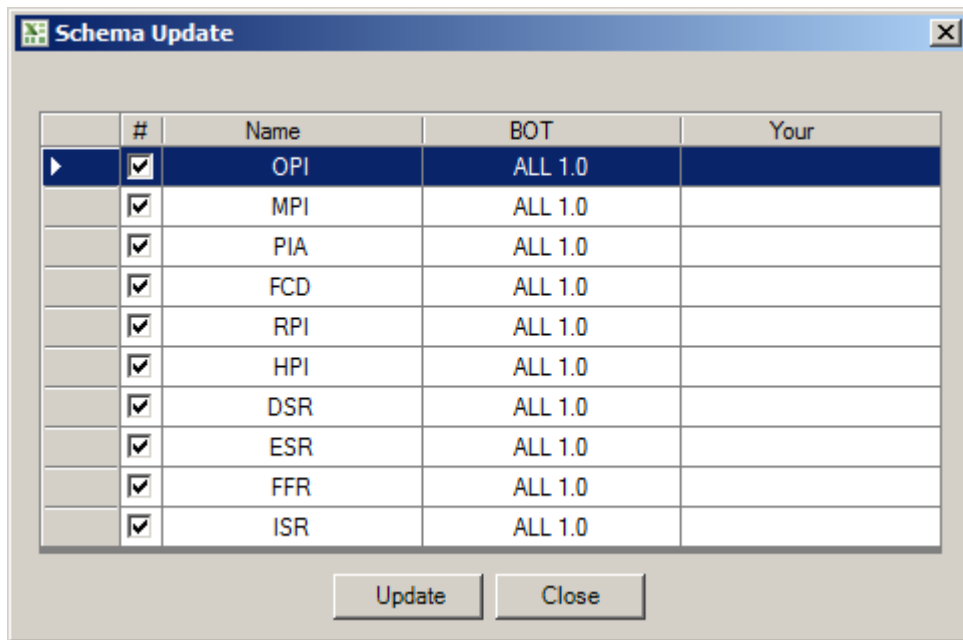 Schema Update
# Name BOT Your
OPI ALL 1.0
MPI ALL 1.0
PIA ALL 1.0
FCD ALL 1.0
RPI ALL 1.0
HPI ALL 1.0
DSR ALL 1.0
ESR ALL 1.0
FFR ALL 1.0
ISR ALL 1.0
Update Close